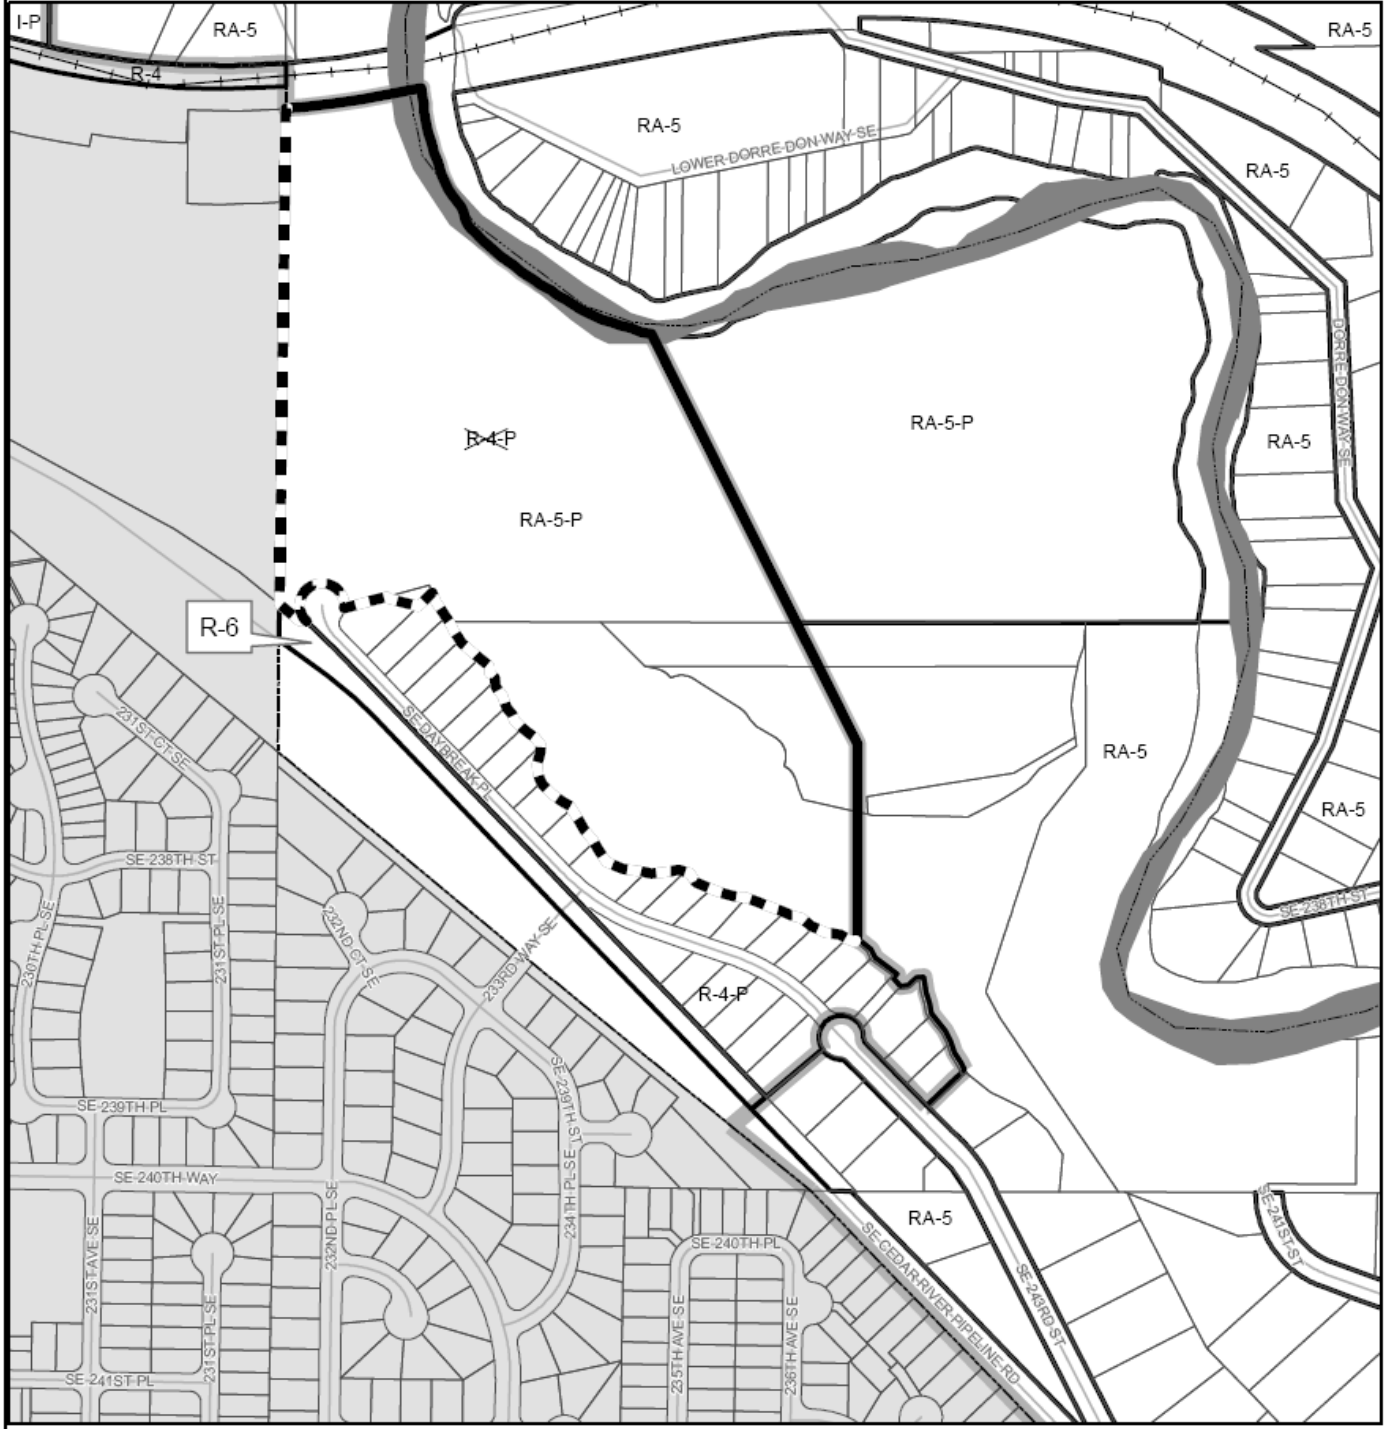 I-P
RA-5
RA-5
R-4
RA-5
LOWER DORRE DON WAY SE
RA-5
R-4-P
RA-5-P
RA-5-P
DORRE DON WAY SE
RA-5
R-6
231ST CT SE
SE DAYBREAK PL
RA-5
RA-5
SE 238TH ST
SE 238TH ST
230TH PL SE
231ST PL SE
232ND CT SE
233RD WAY SE
R-4-P
SE 239TH PL
SE 239TH ST
SE 240TH WAY
234TH PL SE
232ND PL SE
RA-5
SE 241ST ST
SE 240TH PL
231ST AVE SE
231ST PL SE
SE CEDAR RIVER PIPELINE RD
SE 243RD ST
235TH AVE SE
236TH AVE SE
SE 241ST PL